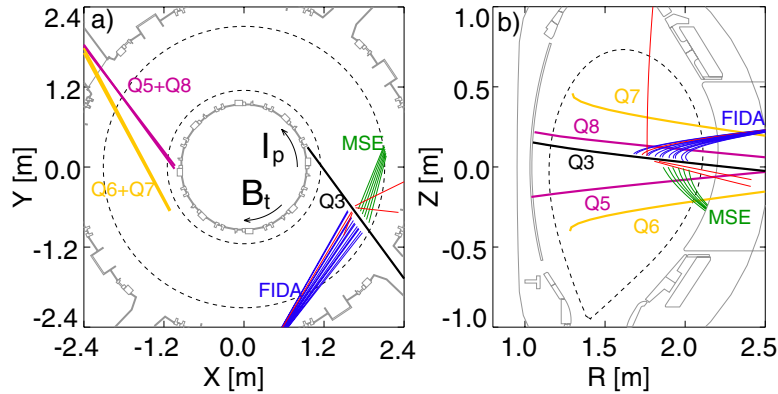 a)
2.4
1.2
0.0
-1.2
-2.4
Y [m]
-2.4
-1.2
0.0
1.2
2.4
X [m]
Q5+Q8
Q6+Q7
I_p
B_t
MSE
Q3
FIDA
b)
1.0
0.5
0.0
-0.5
-1.0
Z [m]
1.0
1.5
2.0
2.5
R [m]
Q7
Q8
FIDA
Q3
Q5
MSE
Q6